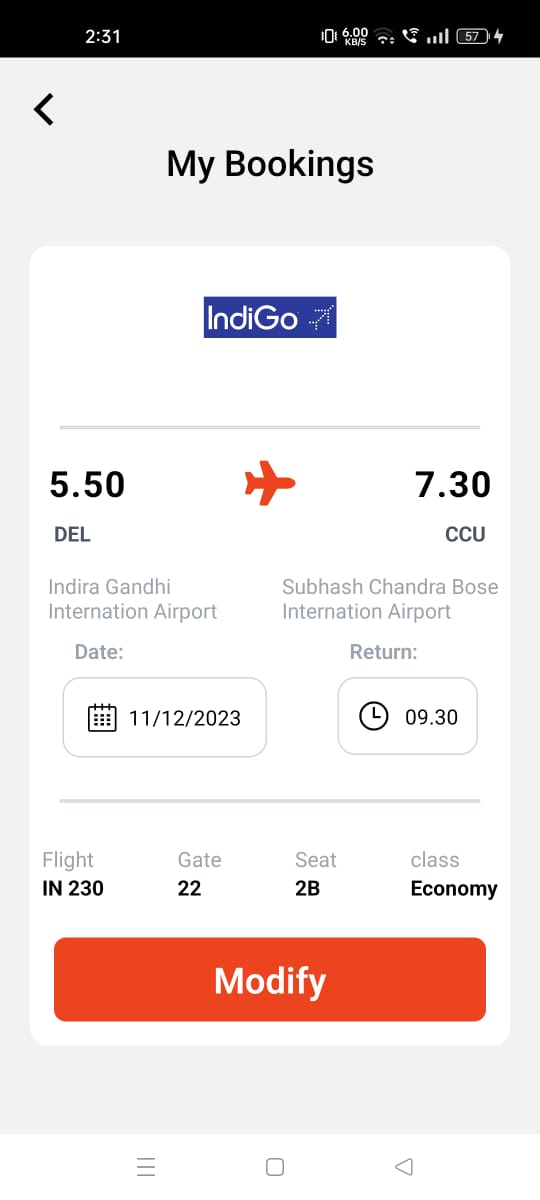 2:31
6.00
KB/S
57
My Bookings
IndiGo
5.50
7.30
DEL
CCU
Indira Gandhi
Internation Airport
Subhash Chandra Bose
Internation Airport
Date:
Return:
11/12/2023
09.30
Flight Gate Seat class
IN 230 22 2B Economy
Modify